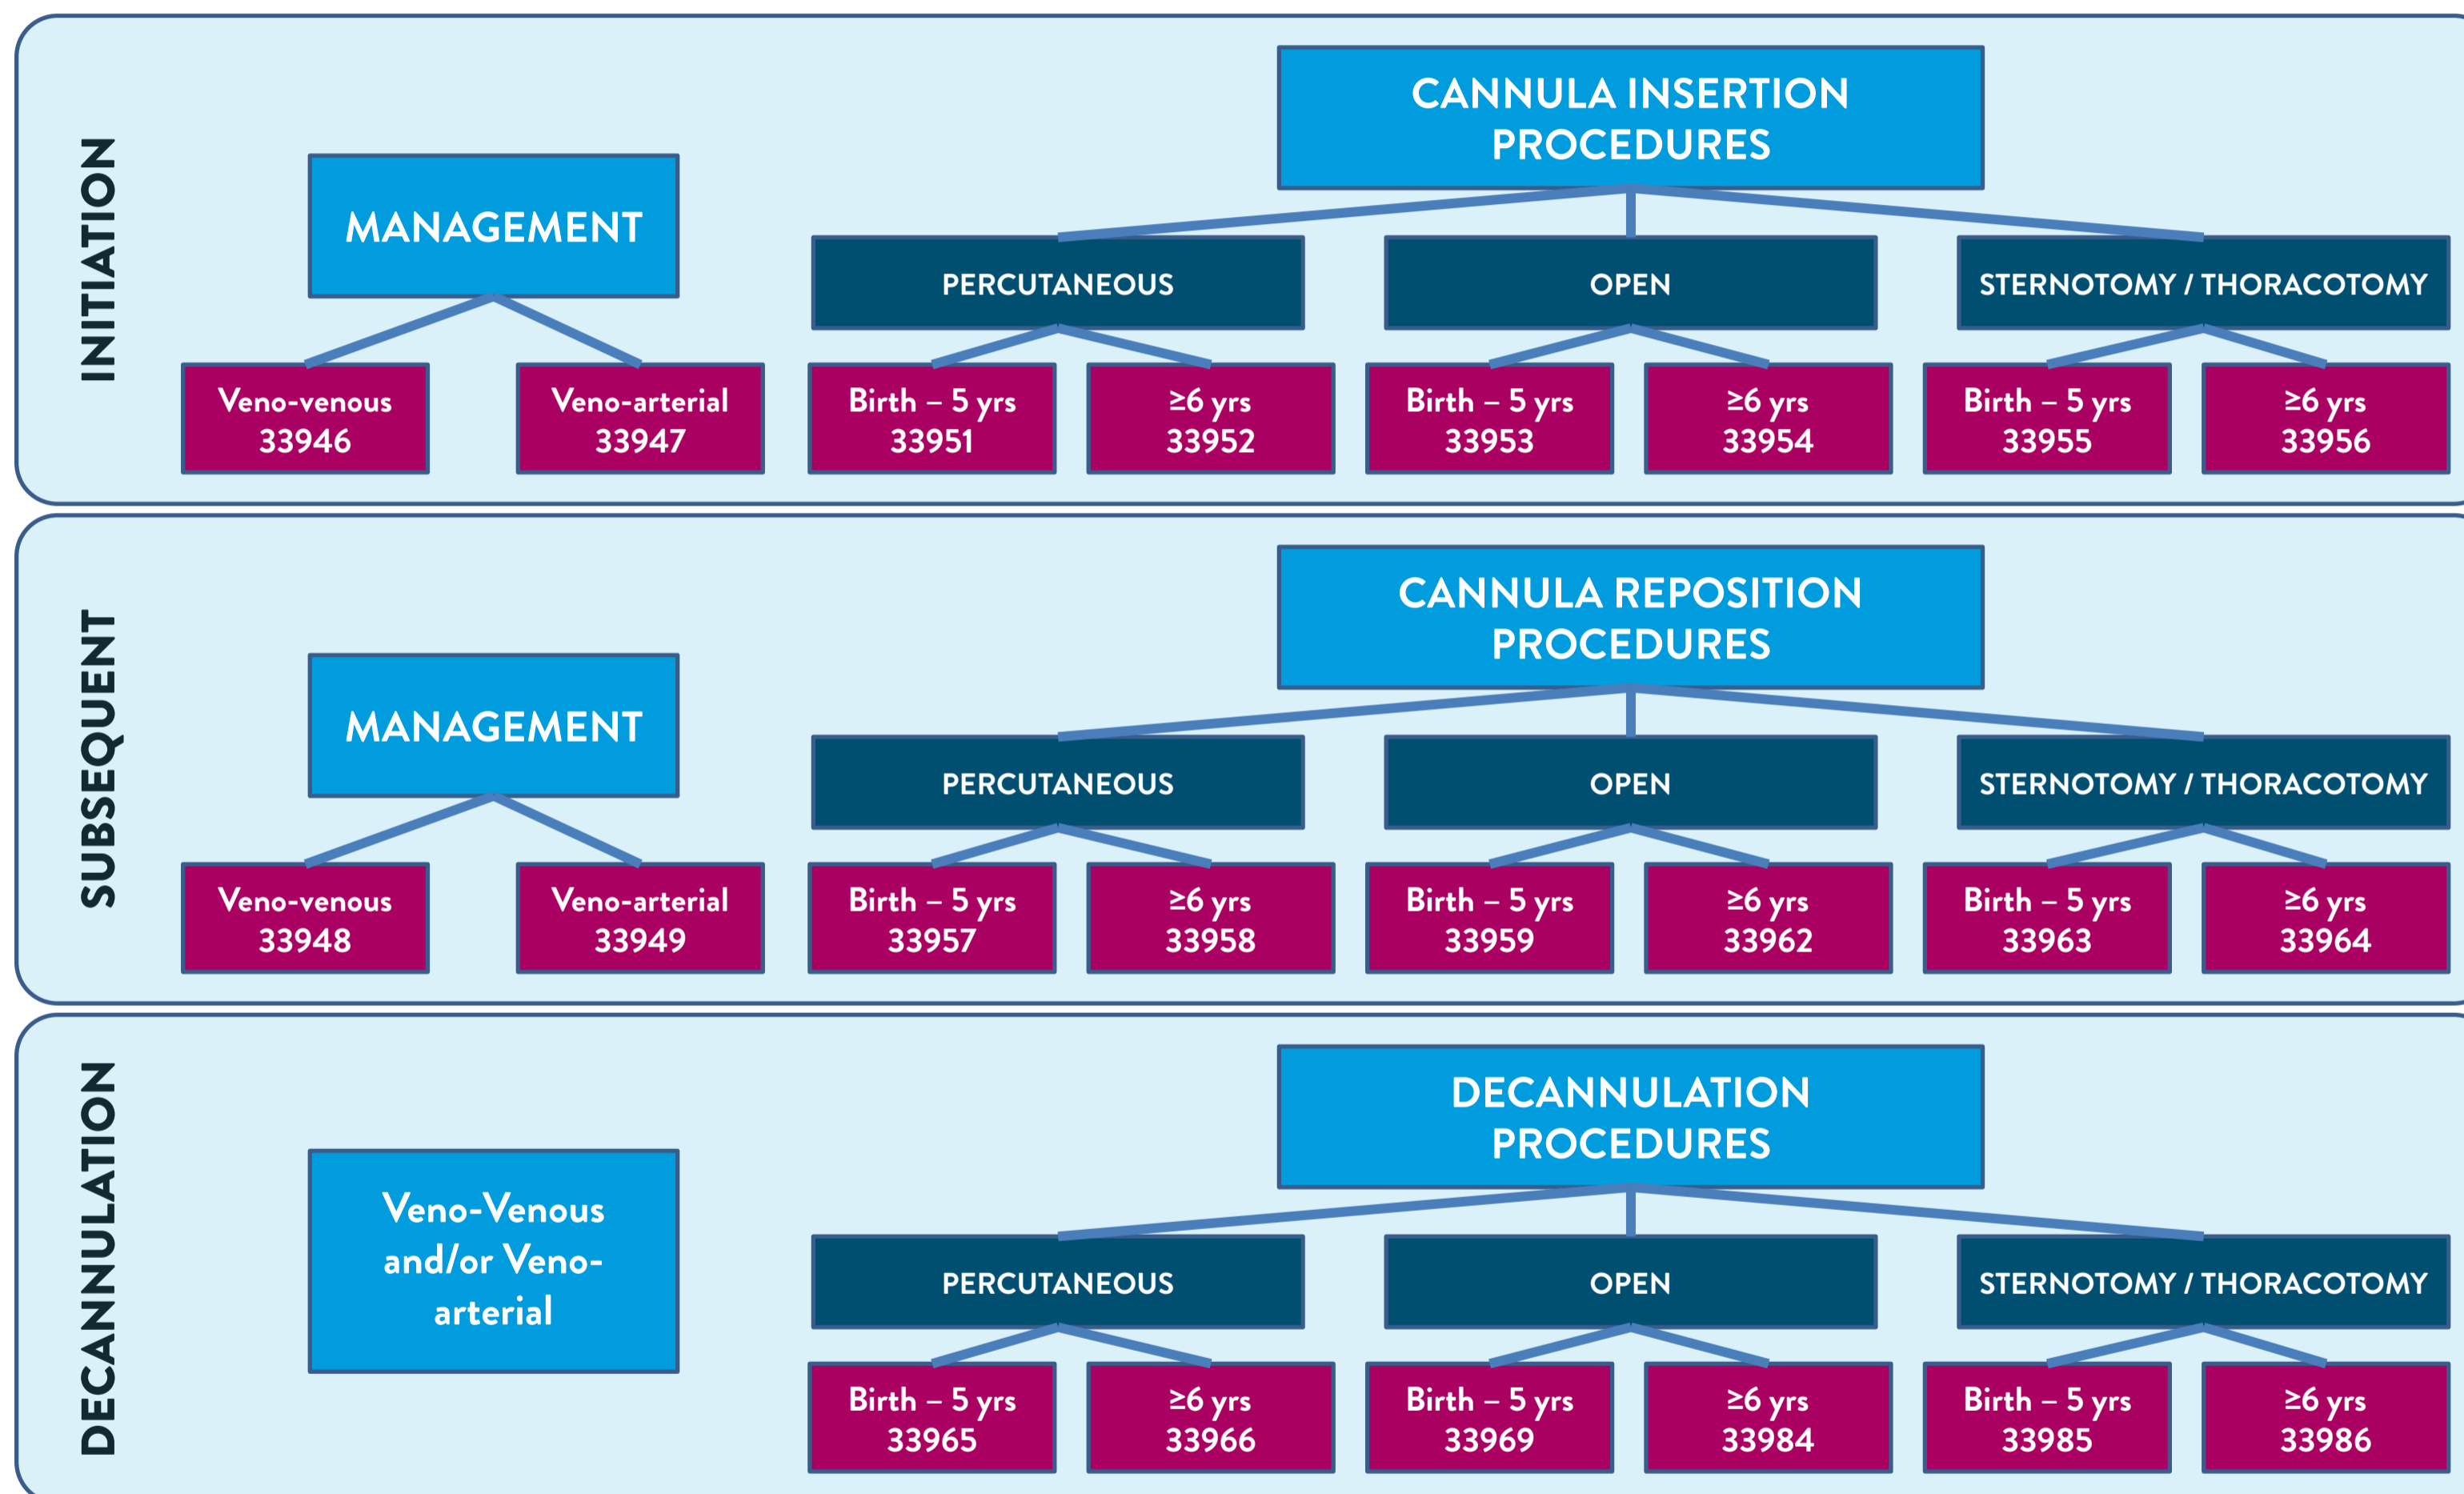 INITIATION
MANAGEMENT
Veno-venous
33946
Veno-arterial
33947
CANNULA INSERTION
PROCEDURES
PERCUTANEOUS
Birth – 5 yrs
33951
≥6 yrs
33952
OPEN
Birth – 5 yrs
33953
≥6 yrs
33954
STERNOTOMY / THORACOTOMY
Birth – 5 yrs
33955
≥6 yrs
33956
SUBSEQUENT
MANAGEMENT
Veno-venous
33948
Veno-arterial
33949
CANNULA REPOSITION
PROCEDURES
PERCUTANEOUS
Birth – 5 yrs
33957
≥6 yrs
33958
OPEN
Birth – 5 yrs
33959
≥6 yrs
33962
STERNOTOMY / THORACOTOMY
Birth – 5 yrs
33963
≥6 yrs
33964
DECANNULATION
Veno-Venous
and/or Veno-
arterial
DECANNULATION
PROCEDURES
PERCUTANEOUS
Birth – 5 yrs
33965
≥6 yrs
33966
OPEN
Birth – 5 yrs
33969
≥6 yrs
33984
STERNOTOMY / THORACOTOMY
Birth – 5 yrs
33985
≥6 yrs
33986